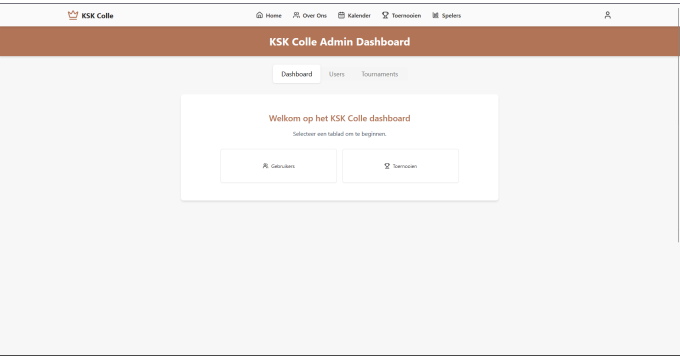 KSK Colle
Home Over Ons Kalender Toernooien Spelers
KSK Colle Admin Dashboard
Dashboard Users Tournaments
Welkom op het KSK Colle dashboard
Selecteer een tablad om te beginnen.
Gebruikers Toernooien